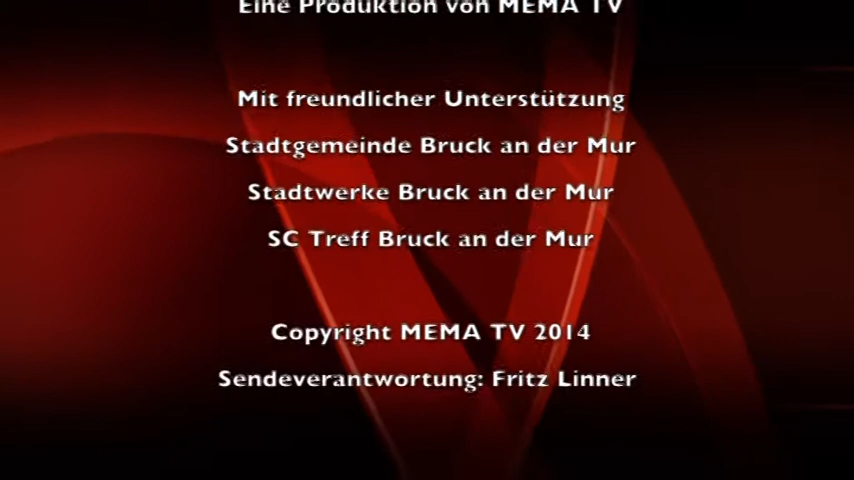 Eine Produktion von MEMA TV
Mit freundlicher Unterstützung
Stadtgemeinde Bruck an der Mur
Stadtwerke Bruck an der Mur
SC Treff Bruck an der Mur
Copyright MEMA TV 2014
Sendeverantwortung: Fritz Linner